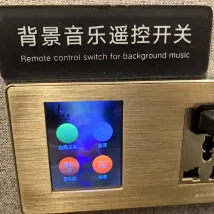 背景音乐遥控开关
Remote control switch for background music